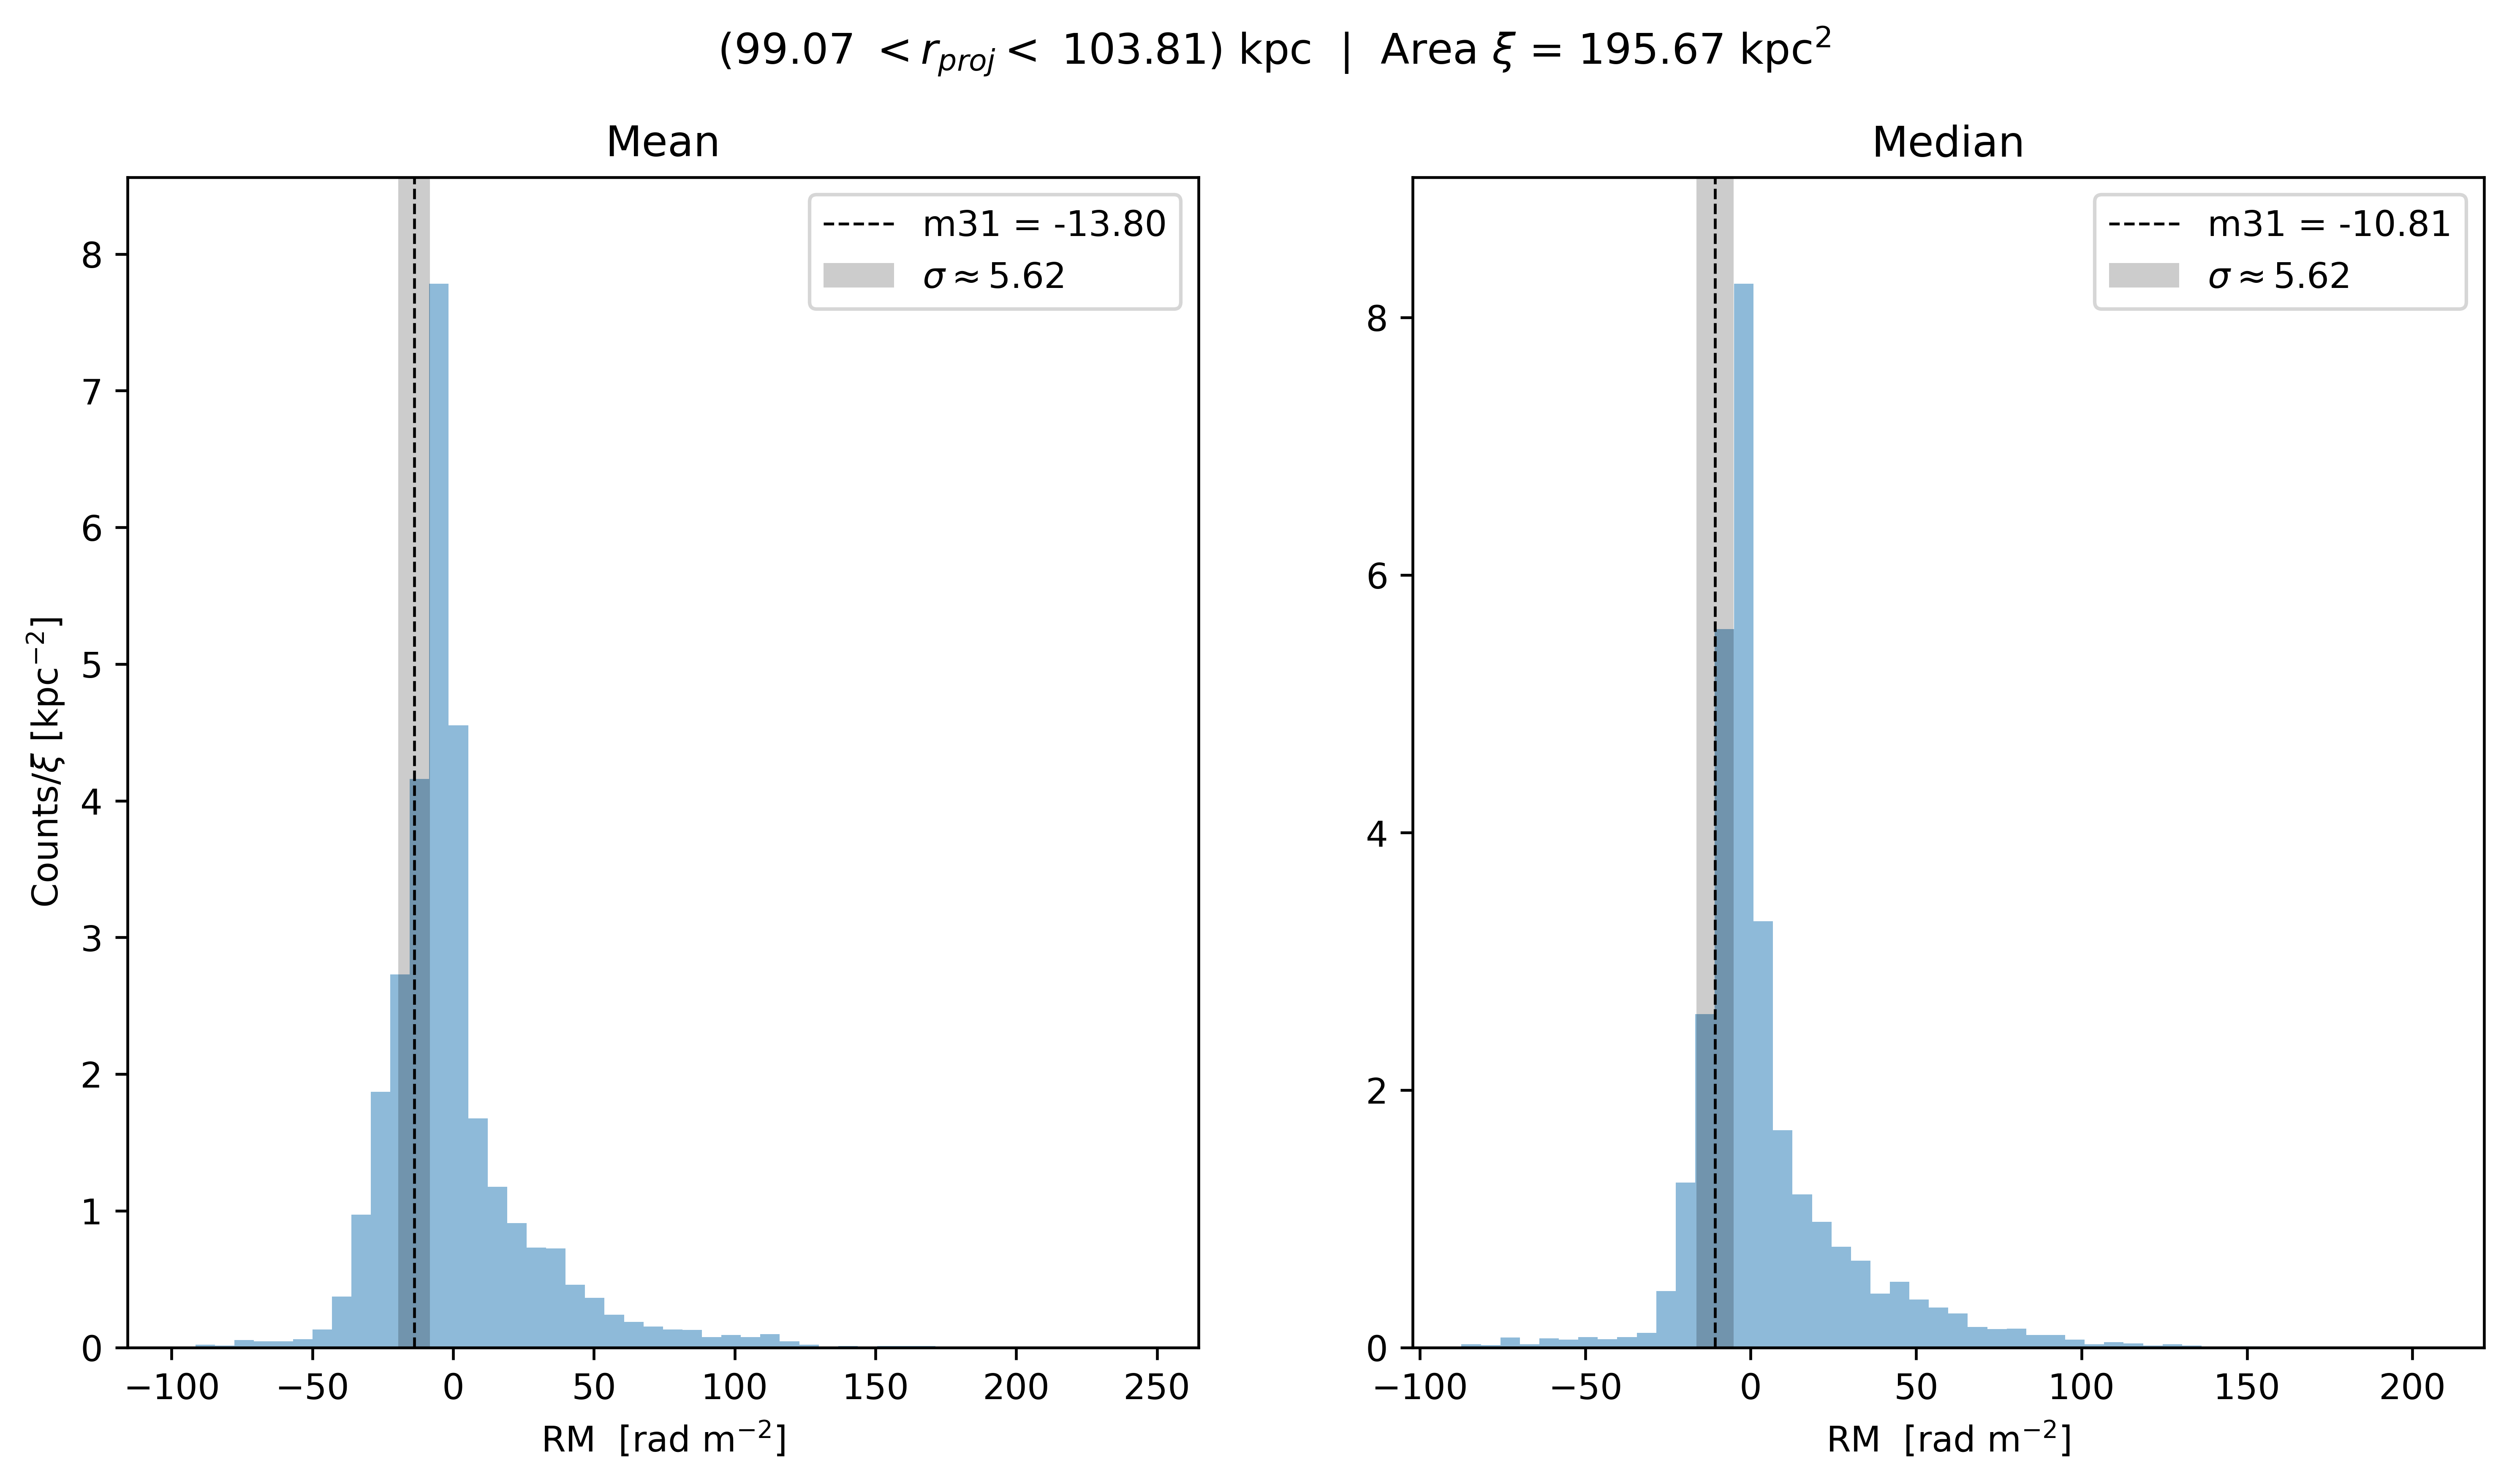 (99.07 < r_proj < 103.81) kpc | Area ξ = 195.67 kpc²
Mean
m31 = -13.80
σ ≈ 5.62
8
7
6
5
4
3
2
1
0
Counts/ξ [kpc⁻²]
−100 −50 0 50 100 150 200 250
RM [rad m⁻²]
Median
m31 = -10.81
σ ≈ 5.62
8
6
4
2
0
−100 −50 0 50 100 150 200
RM [rad m⁻²]